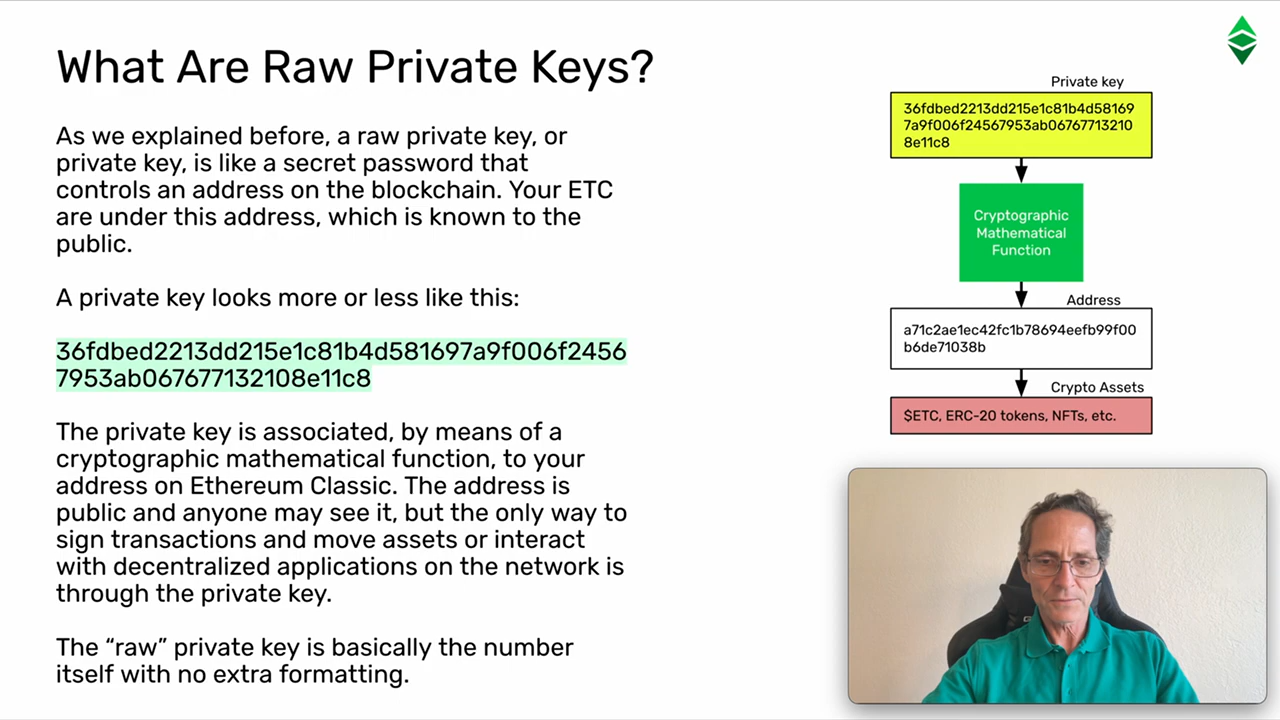 What Are Raw Private Keys?
As we explained before, a raw private key, or
private key, is like a secret password that
controls an address on the blockchain. Your ETC
are under this address, which is known to the
public.
A private key looks more or less like this:
36fdbed2213dd215e1c81b4d581697a9f006f2456
7953ab067677132108e11c8
The private key is associated, by means of a
cryptographic mathematical function, to your
address on Ethereum Classic. The address is
public and anyone may see it, but the only way to
sign transactions and move assets or interact
with decentralized applications on the network is
through the private key.
The “raw” private key is basically the number
itself with no extra formatting.
Private key
36fdbed2213dd215e1c81b4d58169
7a9f006f24567953ab06767713210
8e11c8
Cryptographic
Mathematical
Function
Address
a71c2ae1ec42fc1b78694eefb99f00
b6de71038b
Crypto Assets
$ETC, ERC-20 tokens, NFTs, etc.